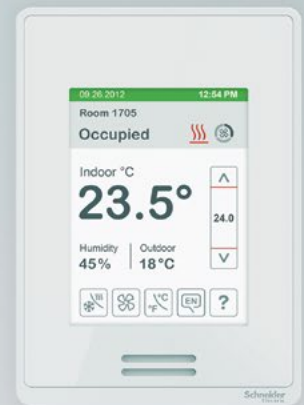 09.26.2012 12:54 PM
Room 1705
Occupied
Indoor °C
23.5°
24.0
Humidity Outdoor
45% 18°C
°F °C EN ?
Schneider
Electric